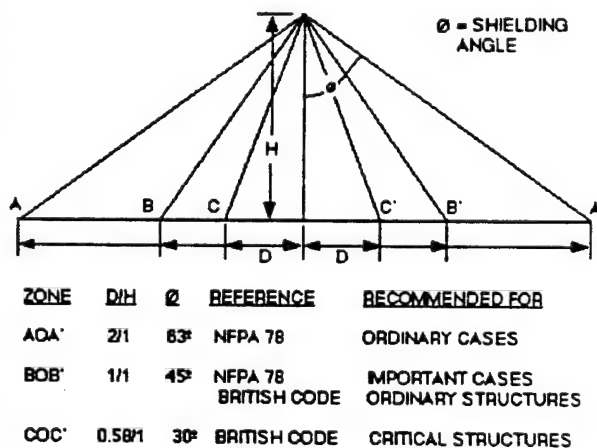 Ø = SHIELDING
ANGLE
Ø
H
A B C C' B' A
D D
ZONE D/H Ø REFERENCE RECOMMENDED FOR
AOA' 2/1 63° NFPA 78 ORDINARY CASES
BOB' 1/1 45° NFPA 78 IMPORTANT CASES
BRITISH CODE ORDINARY STRUCTURES
COC' 0.58/1 30° BRITISH CODE CRITICAL STRUCTURES